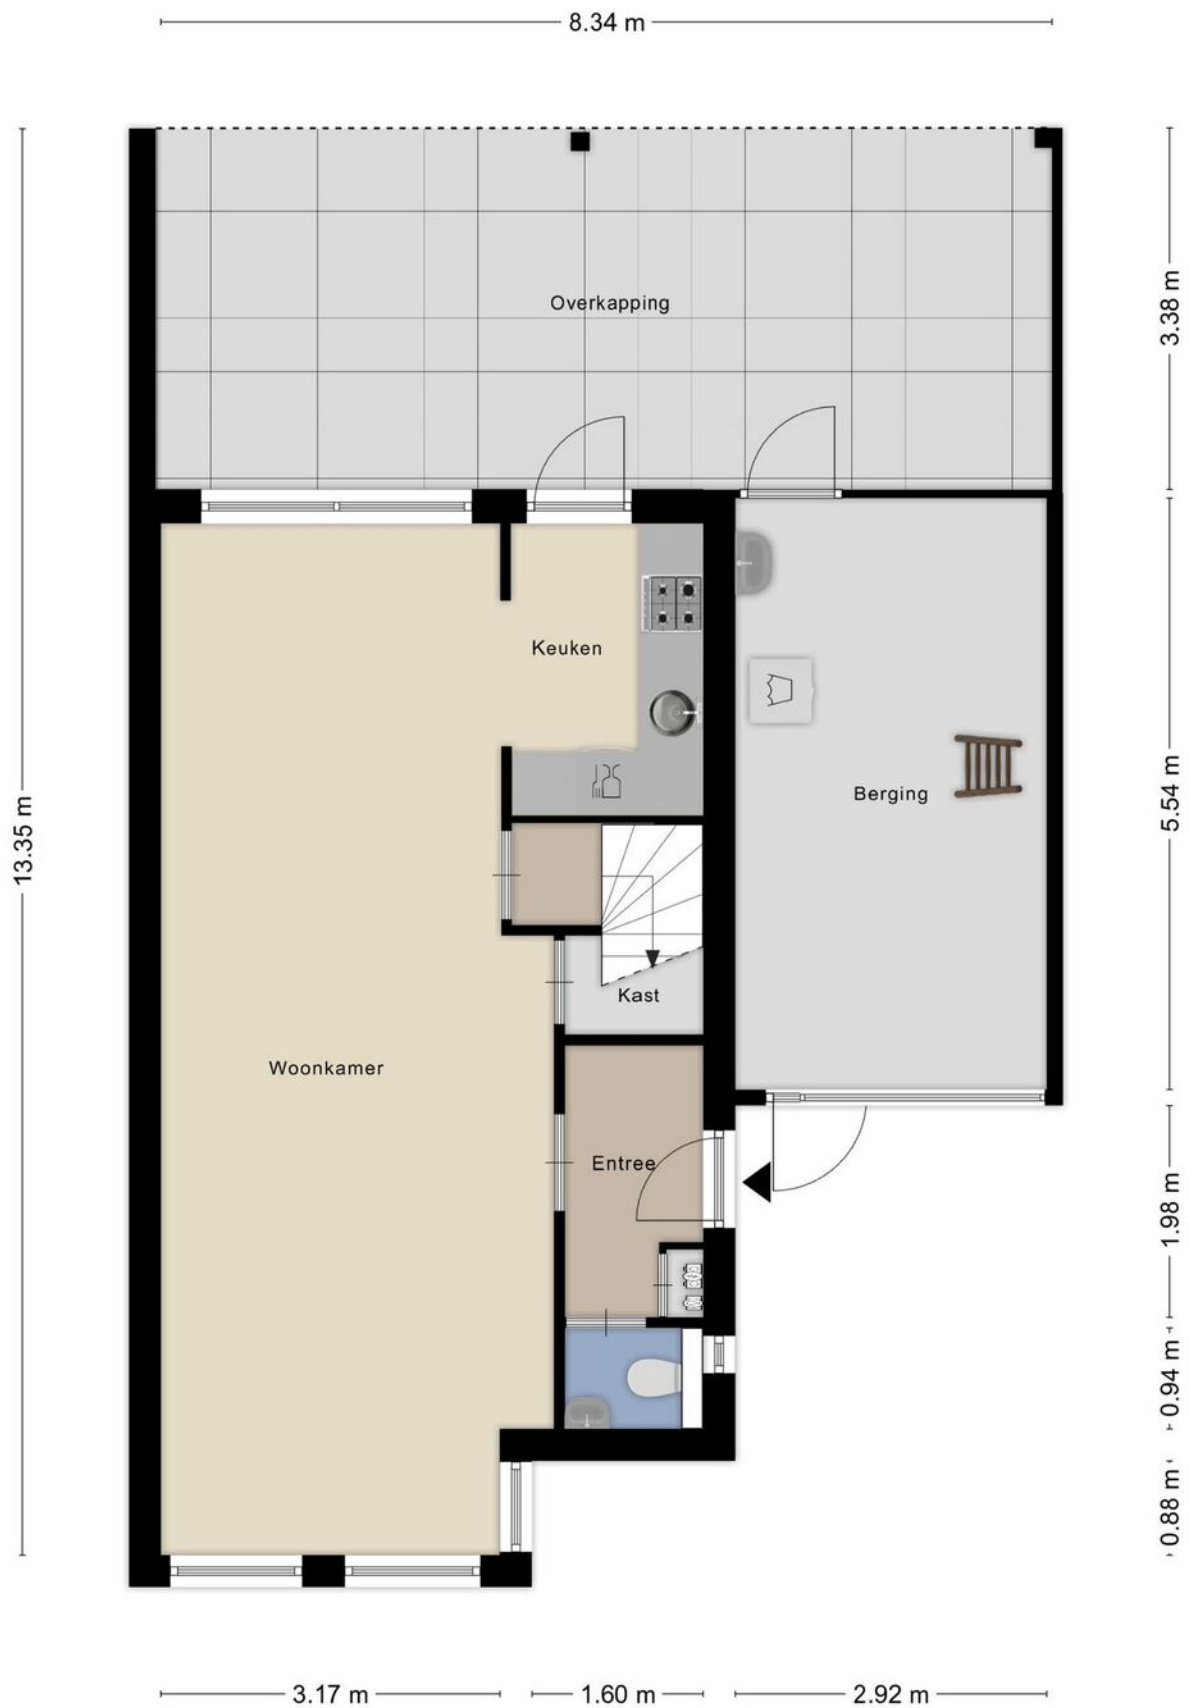 8.34 m
Overkapping
3.38 m
Keuken
Berging
5.54 m
13.35 m
Kast
Woonkamer
Entree
1.98 m
0.94 m
0.88 m
3.17 m
1.60 m
2.92 m